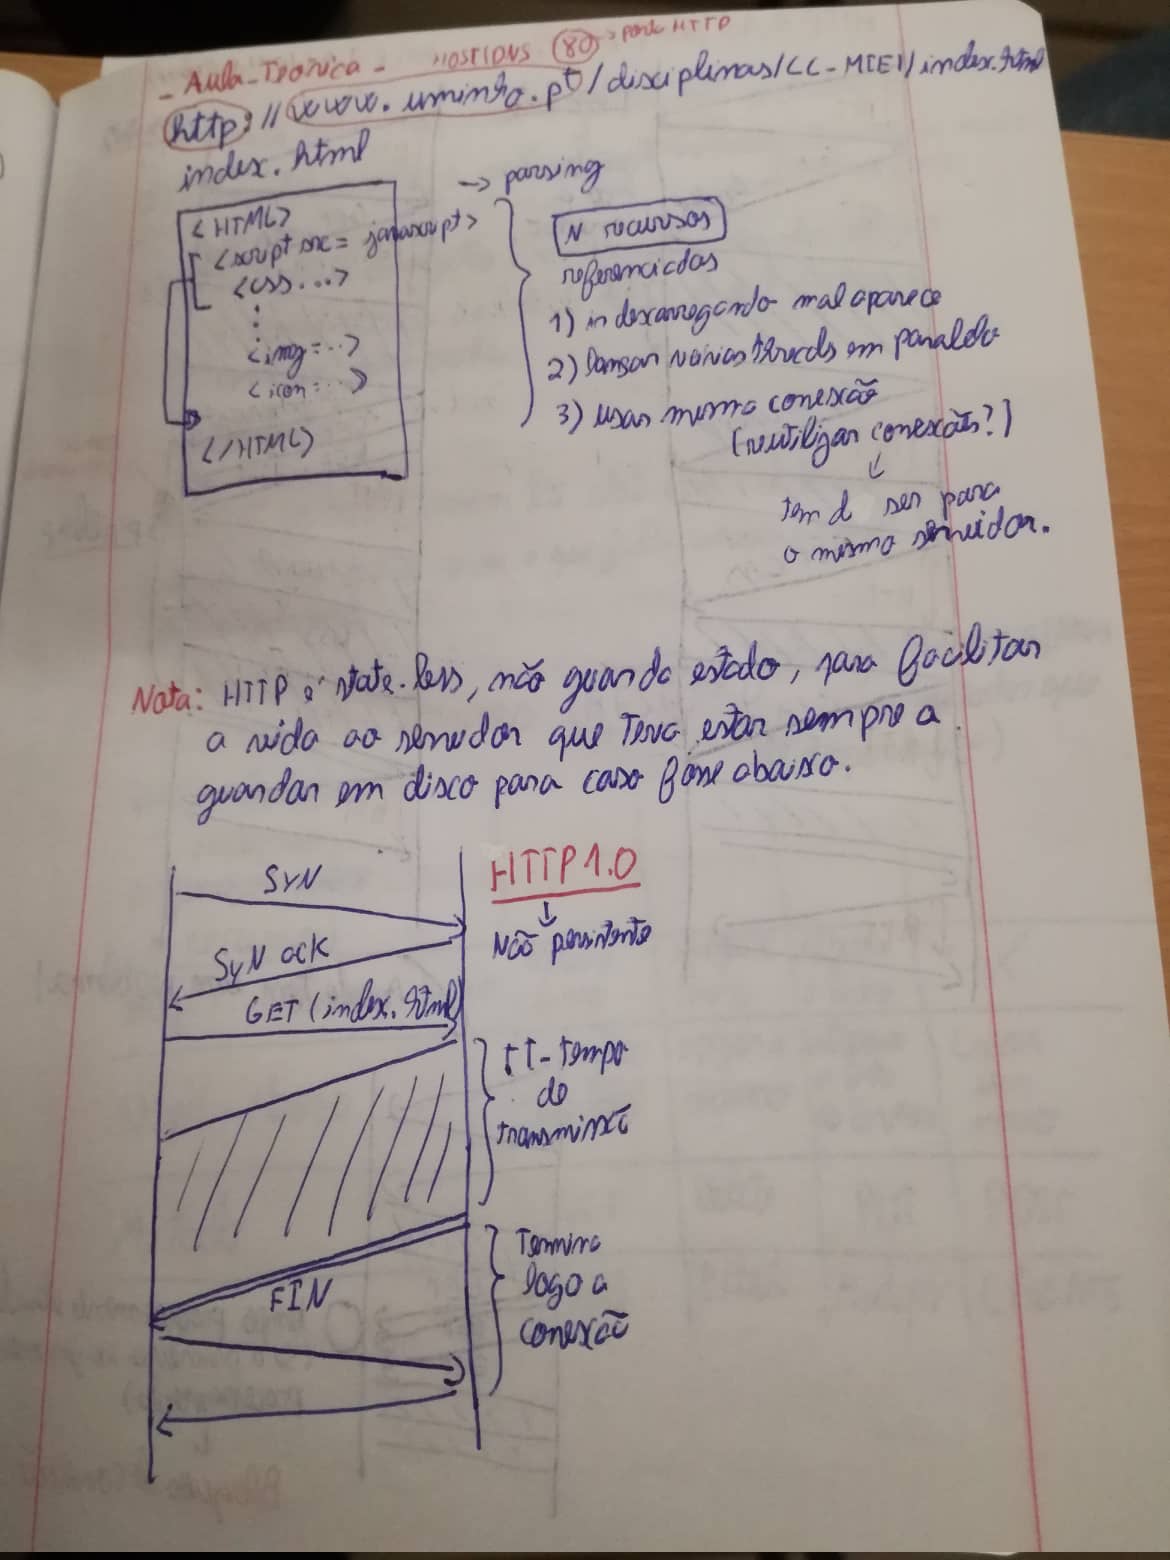 - Aula-Teórica - HOST/DNS 80 → porta HTTP
http://www.uminho.pt/disciplinas/CC-MIEI/index.html
index.html
→ parsing
<HTML>
<script src= javascript>
<css...>
<img=..>
<icon=..>
</HTML>
N recursos
referenciados
1) ir descarregando mal aparece
2) lançar várias threads em paralelo
3) usar mesma conexão
(reutilizar conexão?)
↓
tem d ser para
o mesmo servidor.
Nota: HTTP é state-less, não guarda estado, para facilitar
a vida ao servidor que teria estar sempre a
guardar em disco para caso fosse abaixo.
HTTP 1.0
↓
Não persistente
SYN
SYN ack
GET (index.html)
tt-tempo
de
transmissão
FIN
Termina
logo a
conexão